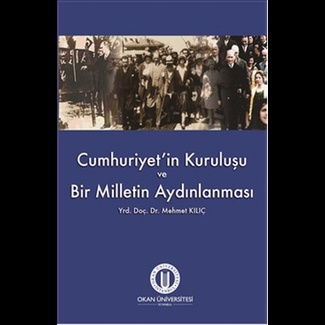 Cumhuriyet'in Kuruluşu
ve
Bir Milletin Aydınlanması
Yrd. Doç. Dr. Mehmet KILIÇ
OKAN ÜNİVERSİTESİ
İSTANBUL